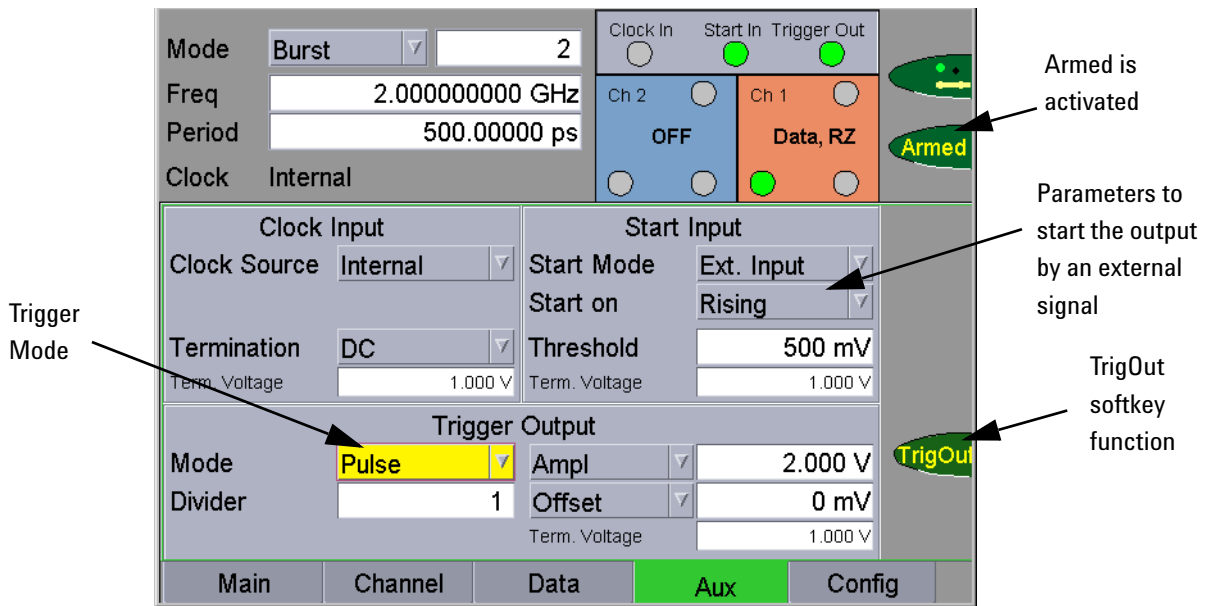 Mode Burst 2
Freq 2.000000000 GHz
Period 500.00000 ps
Clock Internal
Clock In Start In Trigger Out
Ch 2 OFF
Ch 1 Data, RZ
Armed
Armed is
activated
Clock Input
Clock Source Internal
Termination DC
Term. Voltage 1.000 V
Start Input
Start Mode Ext. Input
Start on Rising
Threshold 500 mV
Term. Voltage 1.000 V
Parameters to
start the output
by an external
signal
Trigger
Mode
Trigger Output
Mode Pulse
Divider 1
Ampl 2.000 V
Offset 0 mV
Term. Voltage 1.000 V
TrigOut
TrigOut
softkey
function
Main Channel Data Aux Config